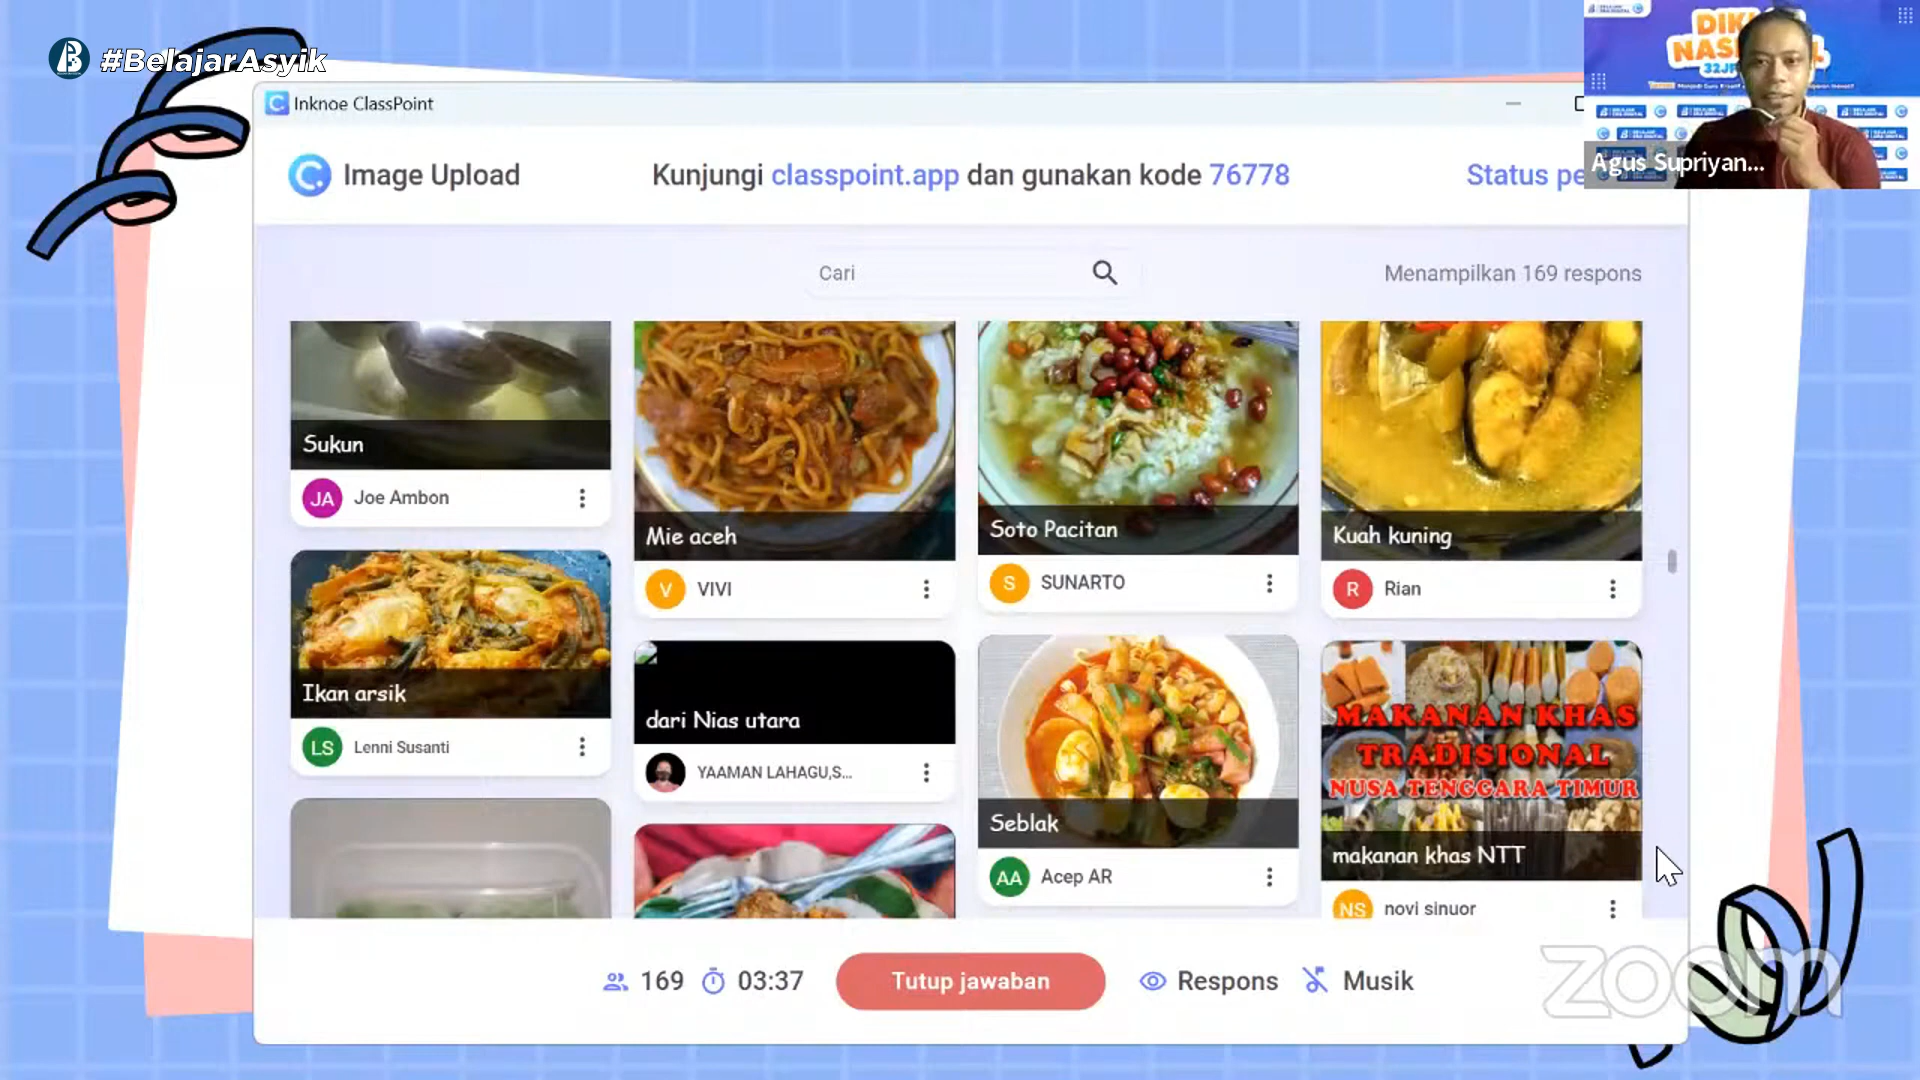 #BelajarAsyik
Inknoe ClassPoint
Image Upload
Kunjungi classpoint.app dan gunakan kode 76778
Status pe
Agus Supriyan...
Cari
Menampilkan 169 respons
Sukun
JA Joe Ambon
Mie aceh
V VIVI
Soto Pacitan
S SUNARTO
Kuah kuning
R Rian
Ikan arsik
LS Lenni Susanti
dari Nias utara
YAAMAN LAHAGU,S...
Seblak
AA Acep AR
MAKANAN KHAS
TRADISIONAL
NUSA TENGGARA TIMUR
makanan khas NTT
NS novi sinuor
169 03:37
Tutup jawaban
Respons
Musik
zoom